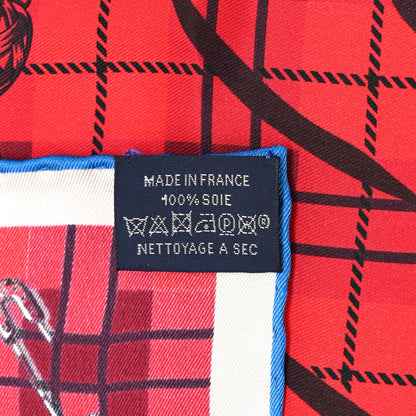 MADE IN FRANCE
100% SOIE
NETTOYAGE A SEC